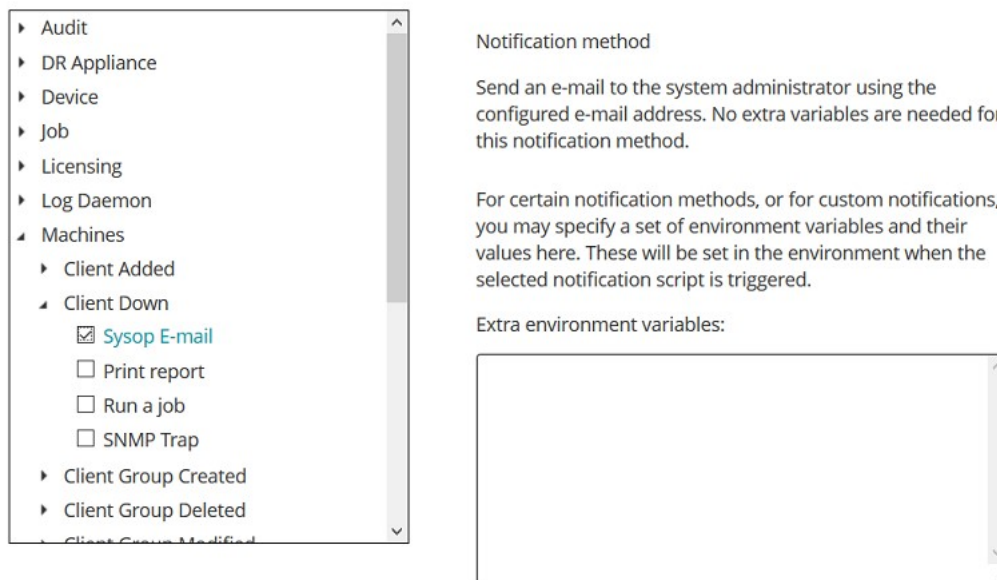 Audit
DR Appliance
Device
Job
Licensing
Log Daemon
Machines
Client Added
Client Down
Sysop E-mail
Print report
Run a job
SNMP Trap
Client Group Created
Client Group Deleted
Client Group Modified
Notification method
Send an e-mail to the system administrator using the
configured e-mail address. No extra variables are needed for
this notification method.
For certain notification methods, or for custom notifications,
you may specify a set of environment variables and their
values here. These will be set in the environment when the
selected notification script is triggered.
Extra environment variables: